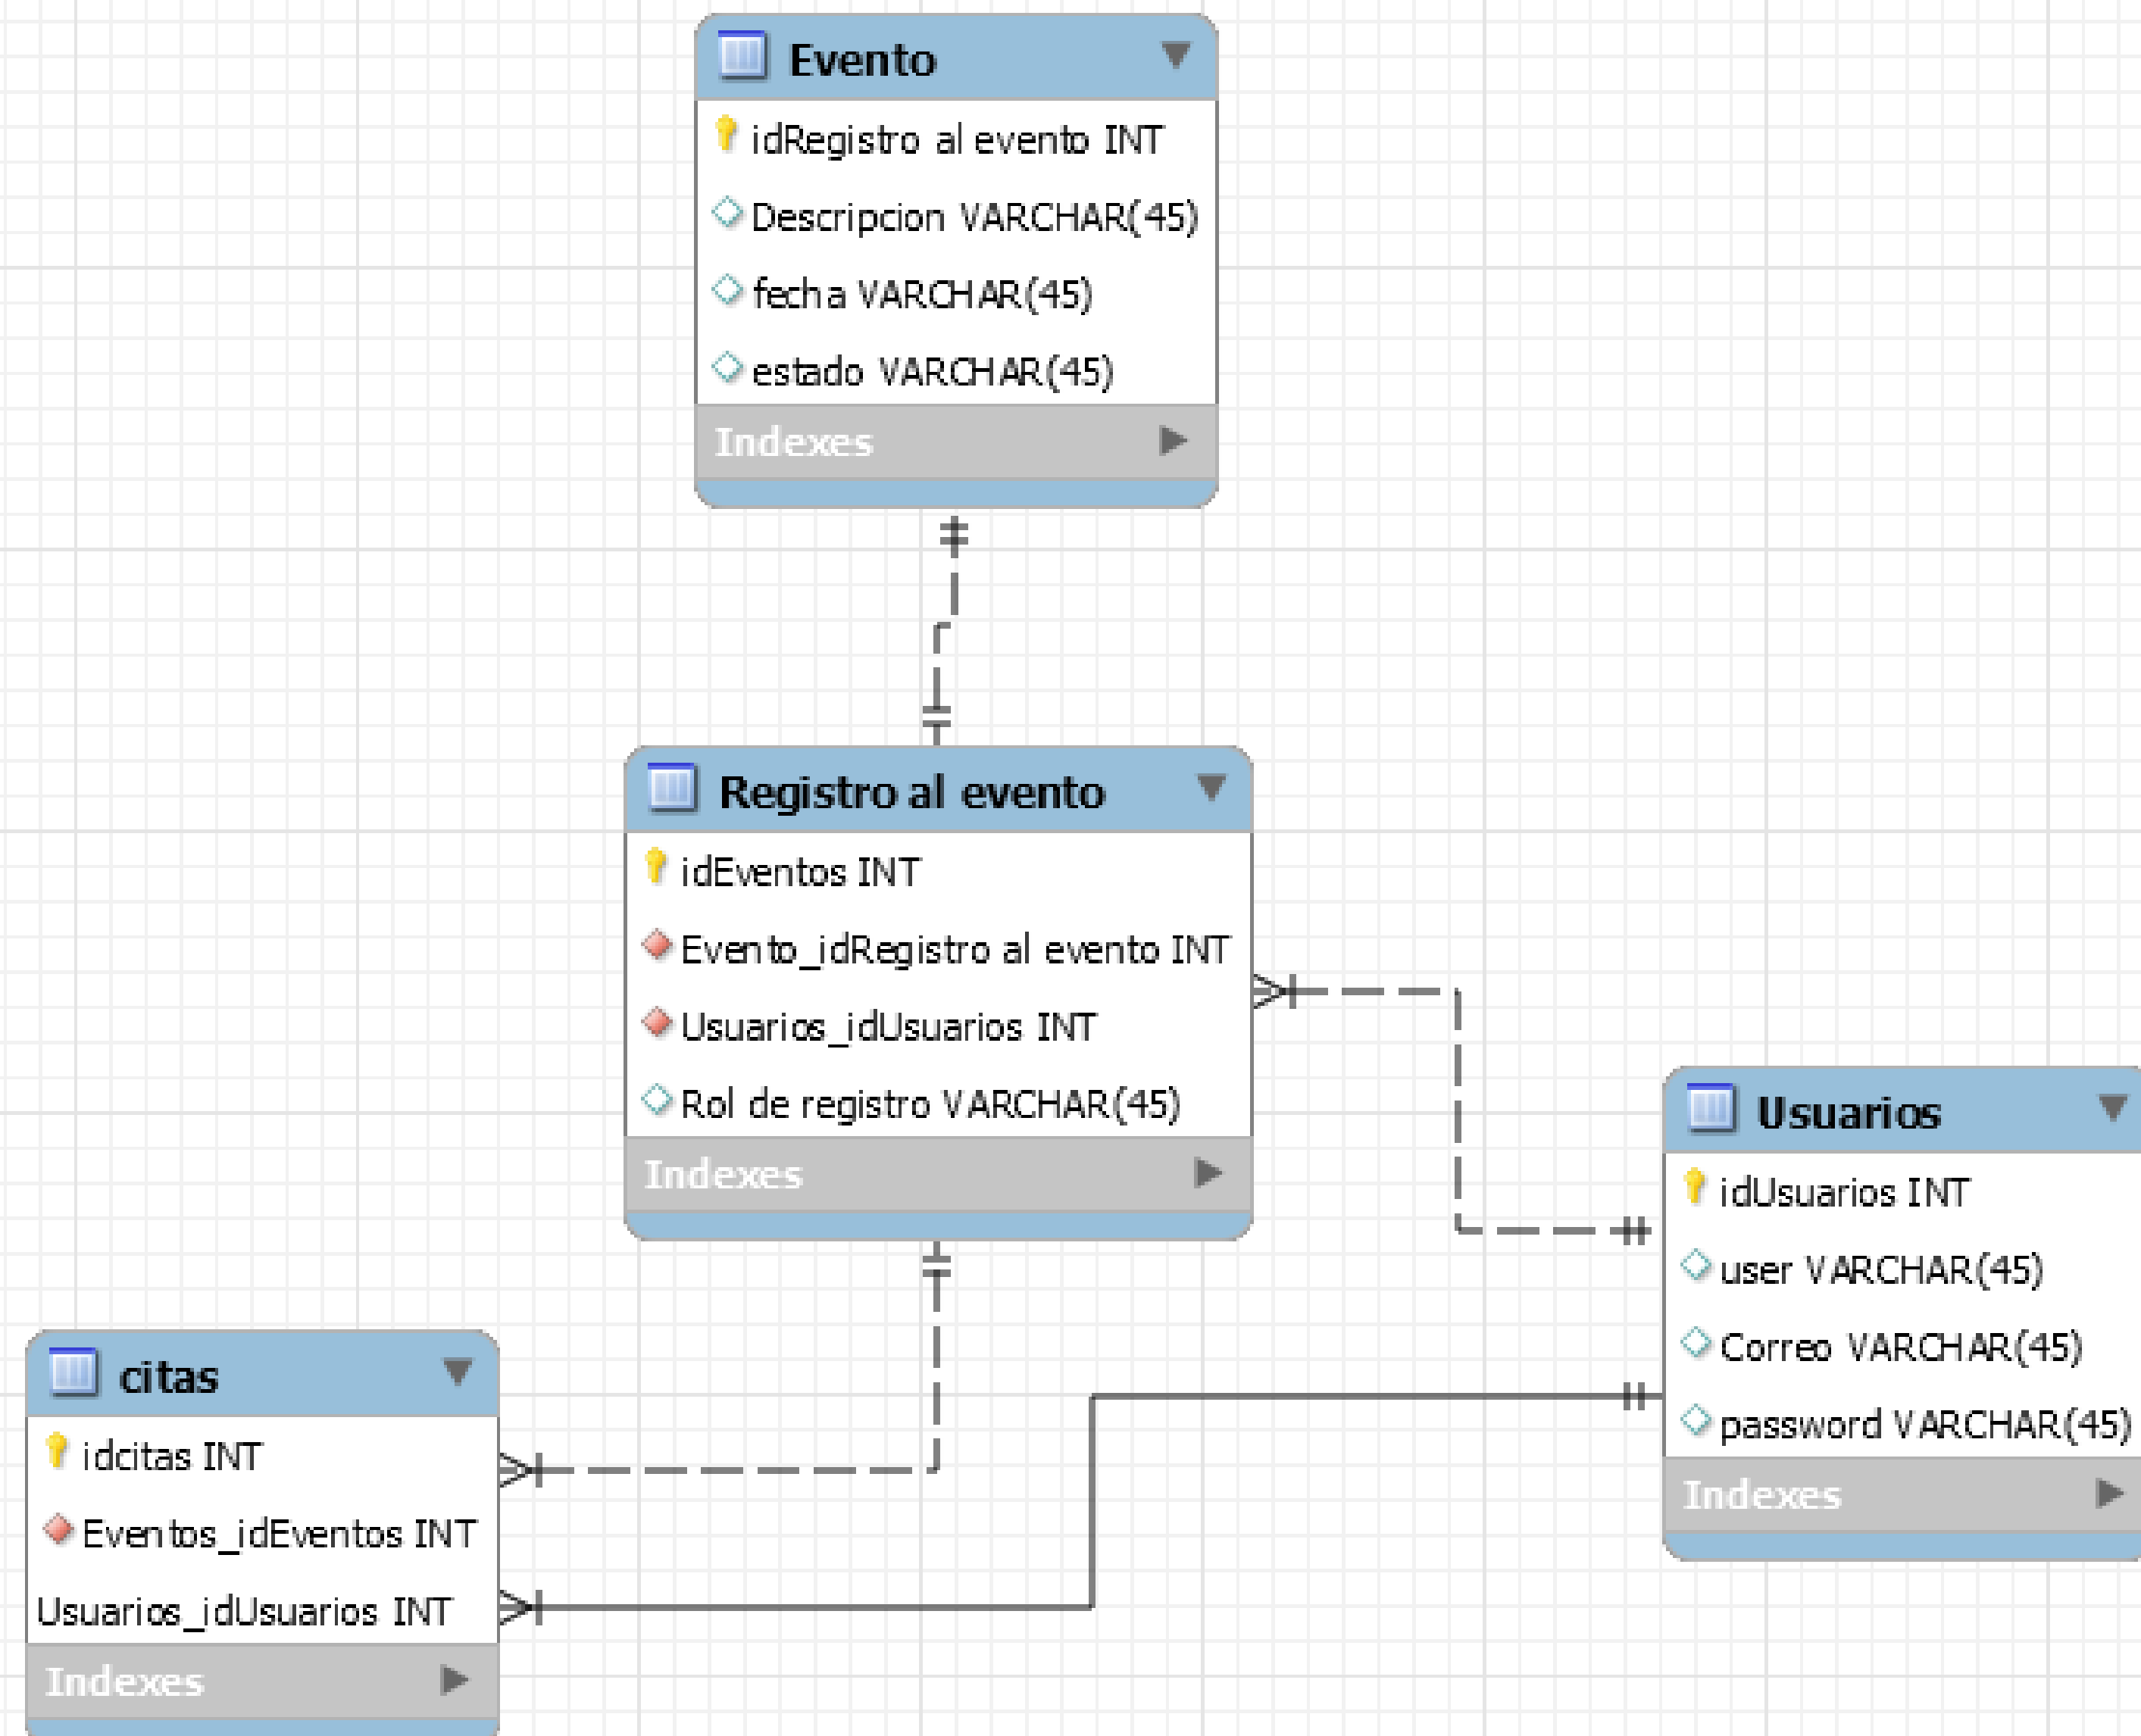 Evento
idRegistro al evento INT
Descripcion VARCHAR(45)
fecha VARCHAR(45)
estado VARCHAR(45)
Indexes
Registro al evento
idEventos INT
Evento_idRegistro al evento INT
Usuarios_idUsuarios INT
Rol de registro VARCHAR(45)
Indexes
Usuarios
idUsuarios INT
user VARCHAR(45)
Correo VARCHAR(45)
password VARCHAR(45)
Indexes
citas
idcitas INT
Eventos_idEventos INT
Usuarios_idUsuarios INT
Indexes